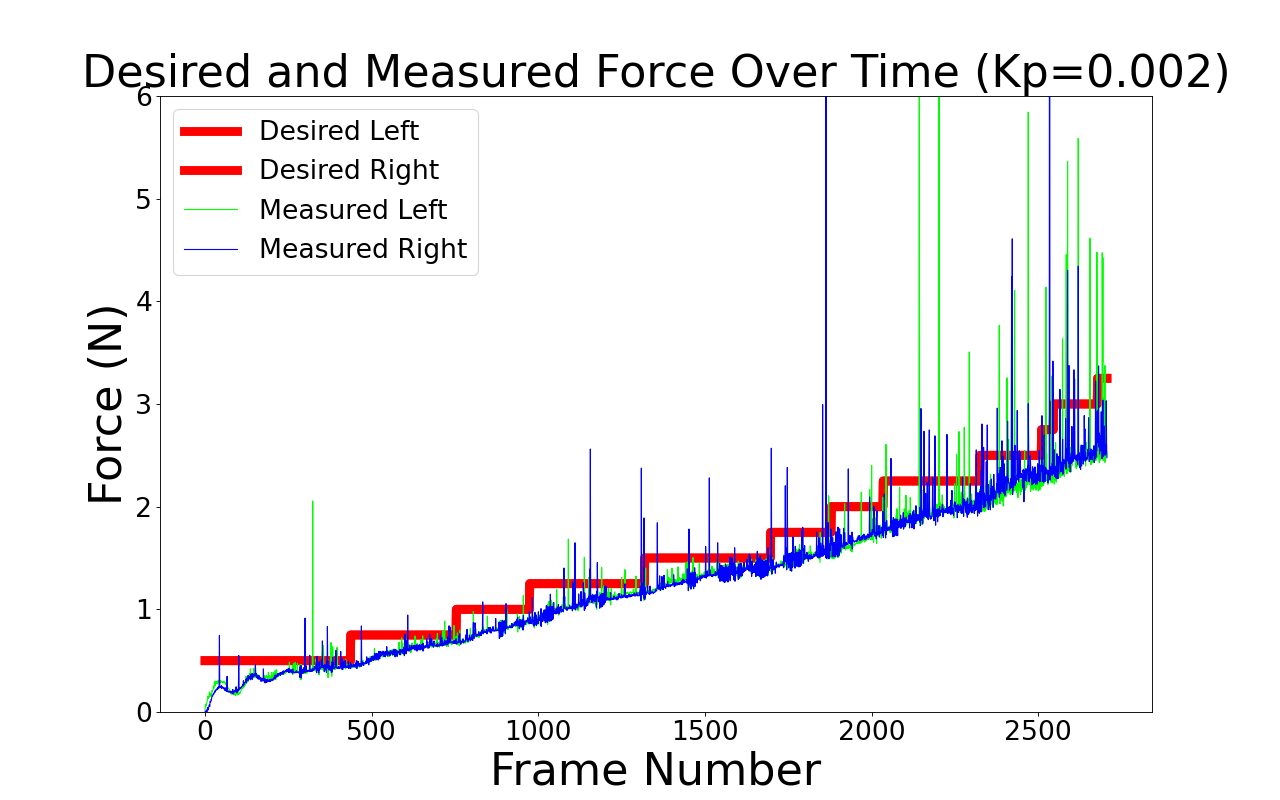 Desired and Measured Force Over Time (Kp=0.002)
6
5
4
3
2
1
0
Force (N)
Desired Left
Desired Right
Measured Left
Measured Right
0 500 1000 1500 2000 2500
Frame Number